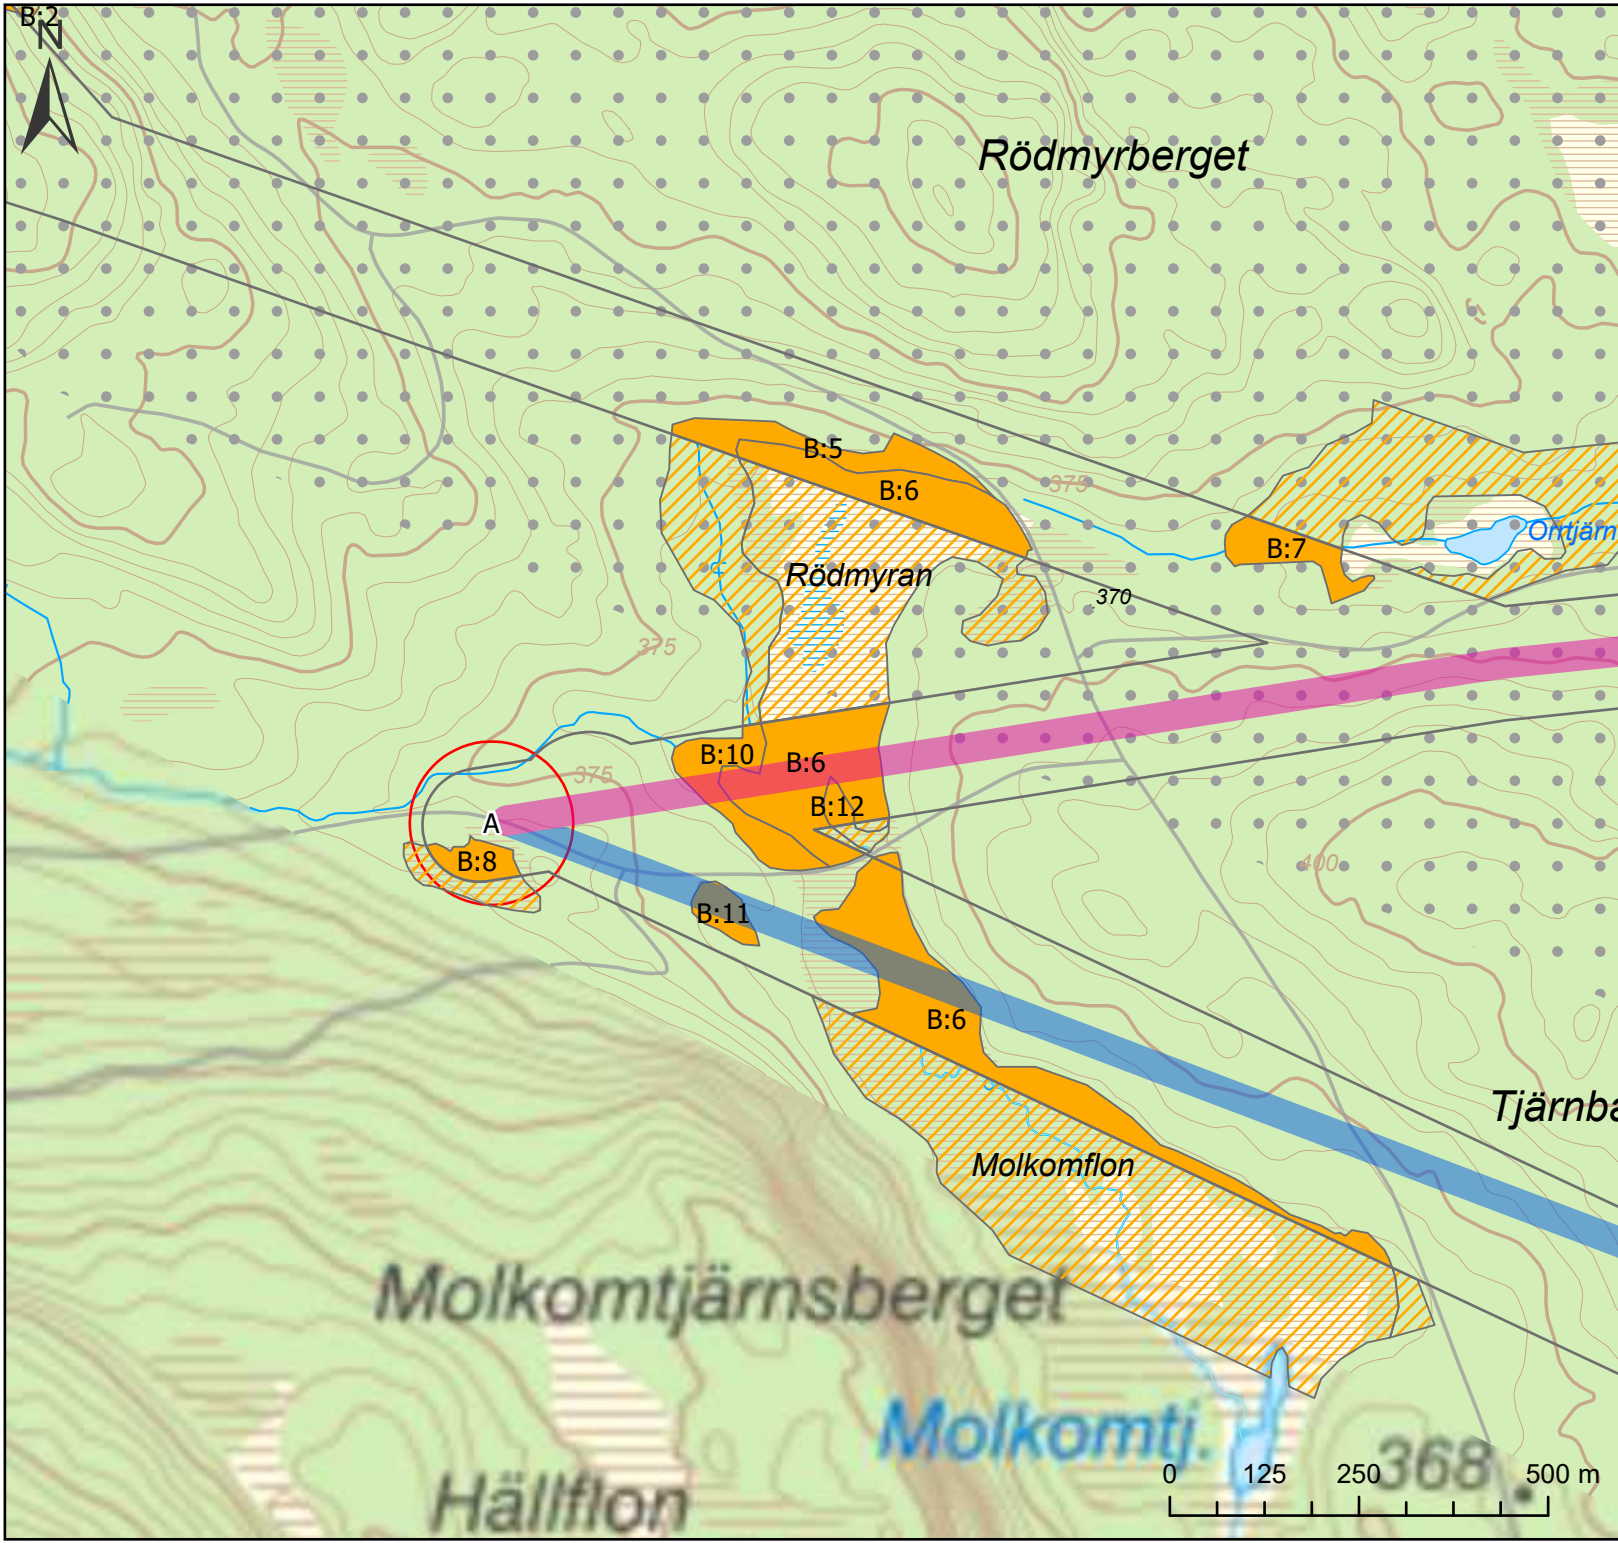 B:2
N
Rödmyrberget
B:5
B:6
375
Orrtjärn
B:7
Rödmyran
370
375
B:10
B:6
375
B:12
A
B:8
400
B:11
B:6
Tjärnba
Molkomflon
Molkomtjärnsberget
Molkomtj.
368
0 125 250 500 m
Hällflon